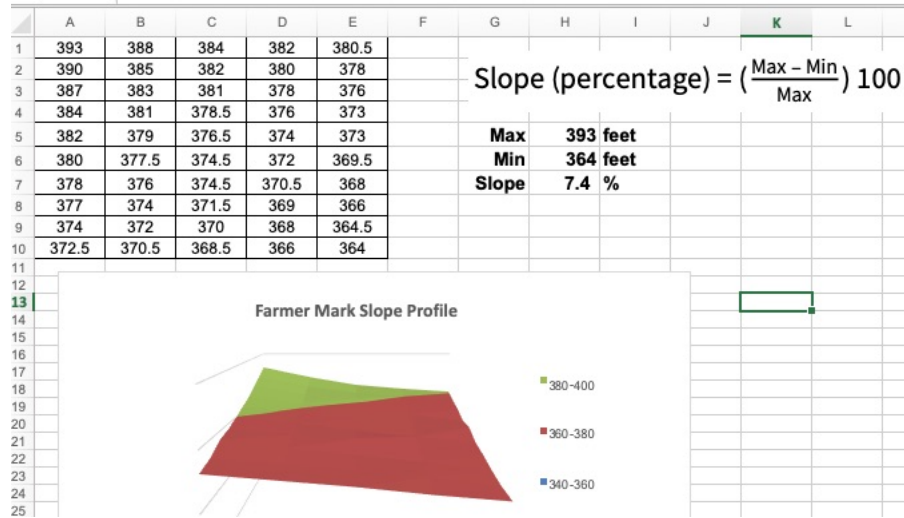 A B C D E F G H I J K L
1 393 388 384 382 380.5
2 390 385 382 380 378
3 387 383 381 378 376
4 384 381 378.5 376 373
5 382 379 376.5 374 373
6 380 377.5 374.5 372 369.5
7 378 376 374.5 370.5 368
8 377 374 371.5 369 366
9 374 372 370 368 364.5
10 372.5 370.5 368.5 366 364
Slope (percentage) = (Max – Min / Max) 100
Max 393 feet
Min 364 feet
Slope 7.4 %
11
12
13
14
15
16
17
18
19
20
21
22
23
24
25
Farmer Mark Slope Profile
380-400
360-380
340-360